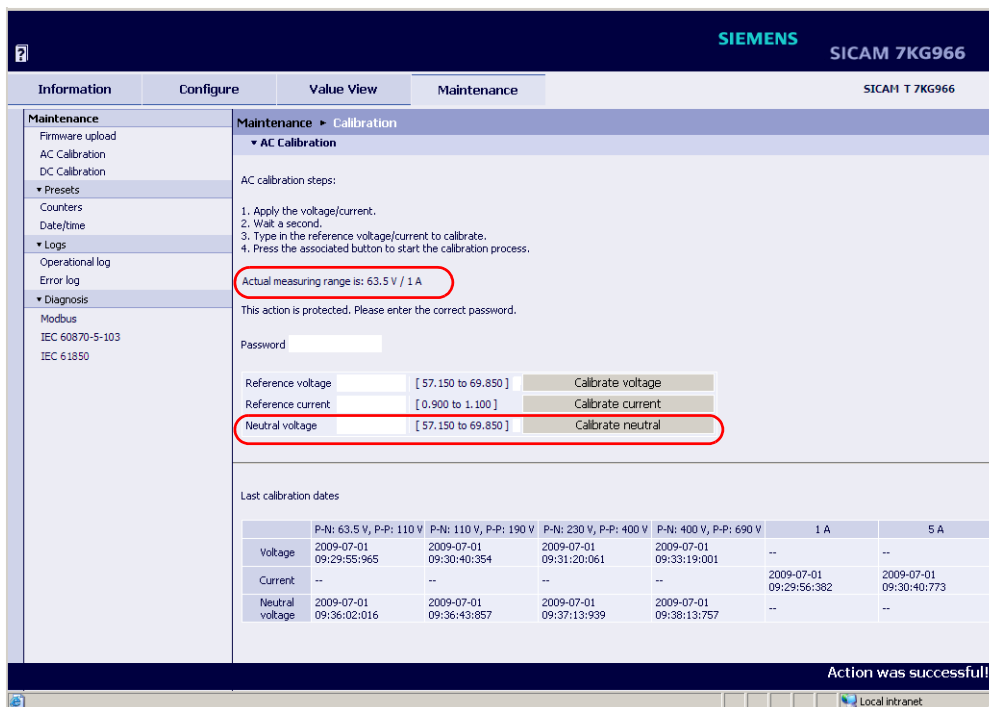 SIEMENS
SICAM 7KG966
?
Information Configure Value View Maintenance SICAM T 7KG966
Maintenance
Firmware upload
AC Calibration
DC Calibration
▾ Presets
Counters
Date/time
▾ Logs
Operational log
Error log
▾ Diagnosis
Modbus
IEC 60870-5-103
IEC 61850
Maintenance ► Calibration
▾ AC Calibration
AC calibration steps:
1. Apply the voltage/current.
2. Wait a second.
3. Type in the reference voltage/current to calibrate.
4. Press the associated button to start the calibration process.
Actual measuring range is: 63.5 V / 1 A
This action is protected. Please enter the correct password.
Password
Reference voltage [ 57.150 to 69.850 ] Calibrate voltage
Reference current [ 0.900 to 1.100 ] Calibrate current
Neutral voltage [ 57.150 to 69.850 ] Calibrate neutral
Last calibration dates
P-N: 63.5 V, P-P: 110 V P-N: 110 V, P-P: 190 V P-N: 230 V, P-P: 400 V P-N: 400 V, P-P: 690 V 1 A 5 A
Voltage 2009-07-01 09:29:55:965 2009-07-01 09:30:40:354 2009-07-01 09:31:20:061 2009-07-01 09:33:19:001 -- --
Current -- -- -- -- 2009-07-01 09:29:56:382 2009-07-01 09:30:40:773
Neutral voltage 2009-07-01 09:36:02:016 2009-07-01 09:36:43:857 2009-07-01 09:37:13:939 2009-07-01 09:38:13:757 -- --
Action was successful!
Local intranet